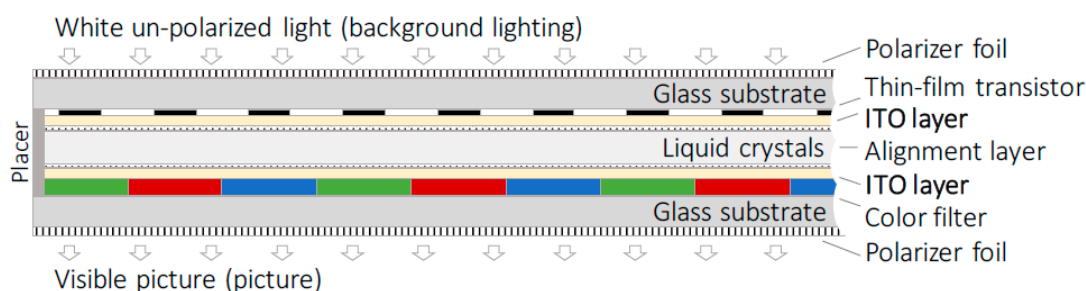 White un-polarized light (background lighting)
Polarizer foil
Glass substrate
Thin-film transistor
ITO layer
Placer
Liquid crystals
Alignment layer
ITO layer
Glass substrate
Color filter
Polarizer foil
Visible picture (picture)